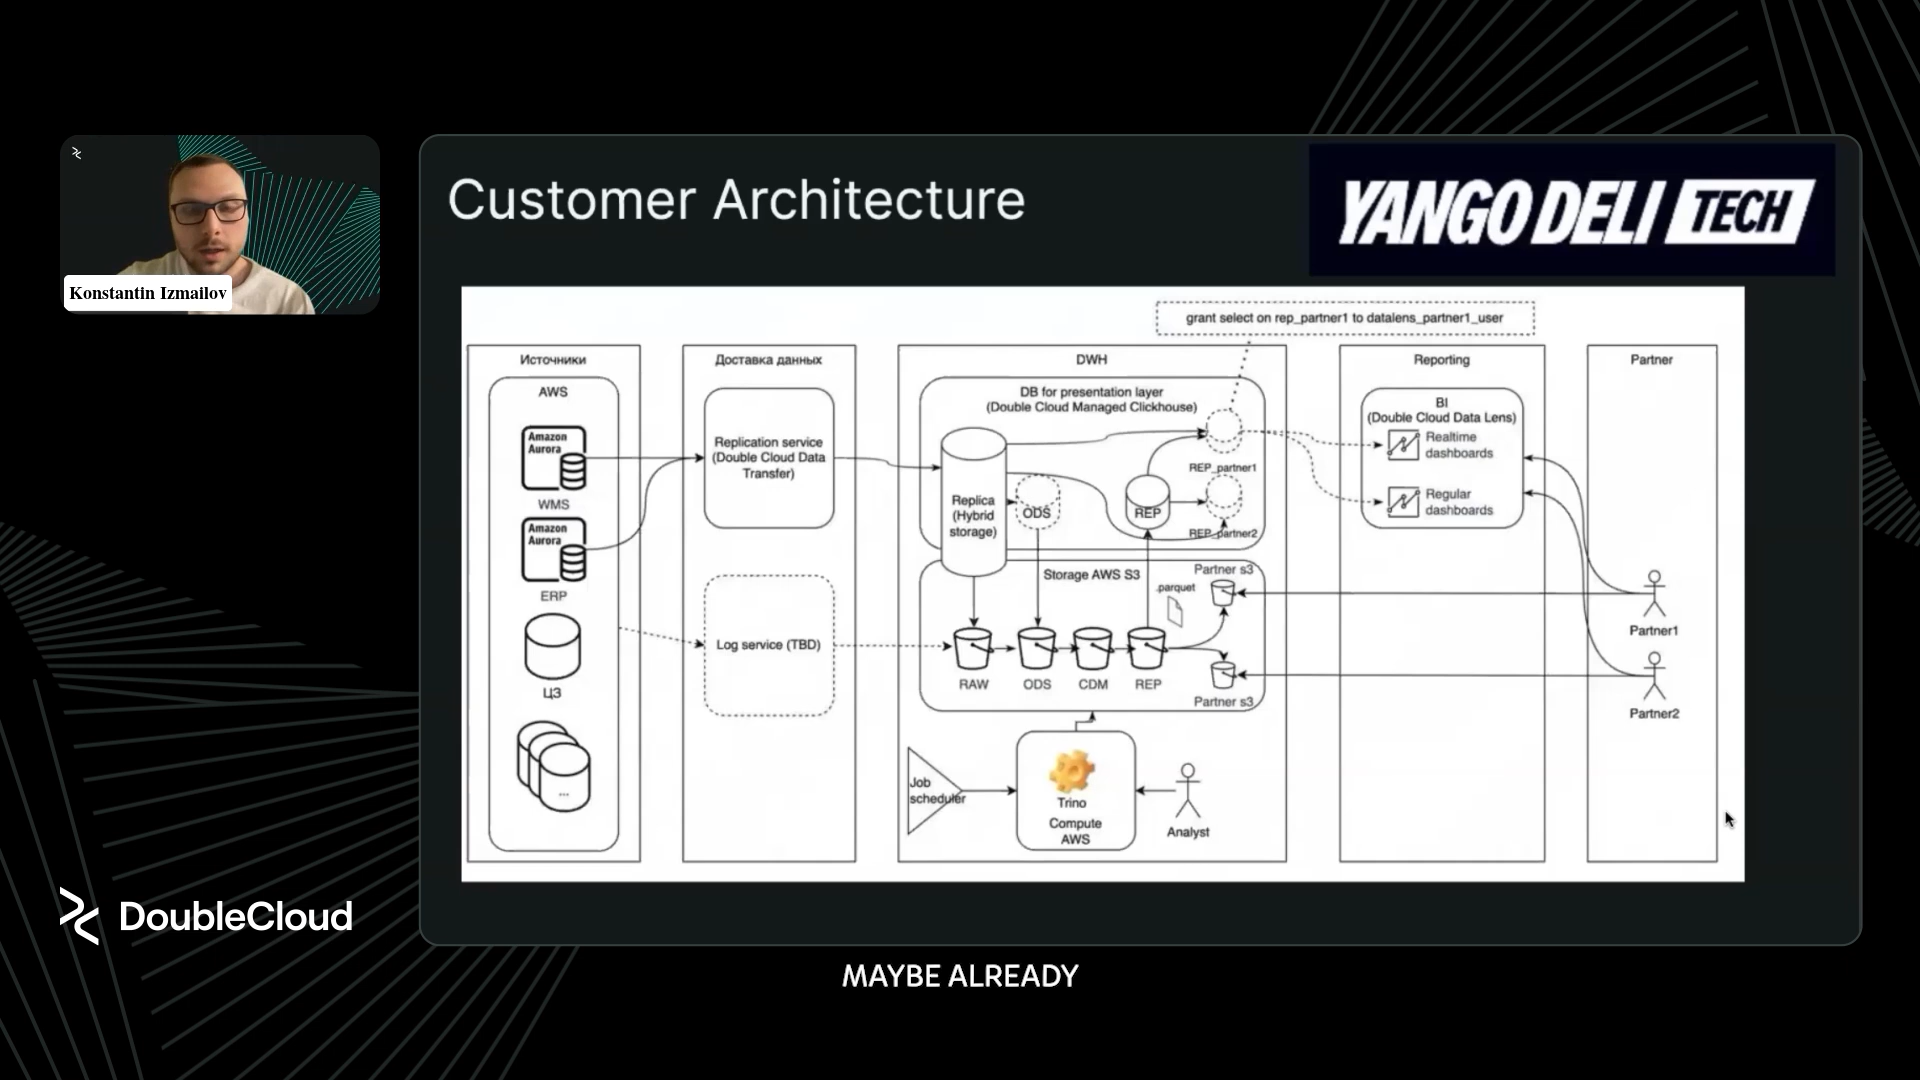 Konstantin Izmailov
DoubleCloud
Customer Architecture
YANGO DELI TECH
grant select on rep_partner1 to datalens_partner1_user
Источники
AWS
Amazon
Aurora
WMS
Amazon
Aurora
ERP
ЦЗ
...
Доставка данных
Replication service
(Double Cloud Data
Transfer)
Log service (TBD)
DWH
DB for presentation layer
(Double Cloud Managed Clickhouse)
Replica
(Hybrid
storage)
ODS
REP
REP_partner1
REP_partner2
Storage AWS S3
Partner s3
.parquet
RAW
ODS
CDM
REP
Partner s3
Job
scheduler
Trino
Compute
AWS
Analyst
Reporting
BI
(Double Cloud Data Lens)
Realtime
dashboards
Regular
dashboards
Partner
Partner1
Partner2
MAYBE ALREADY